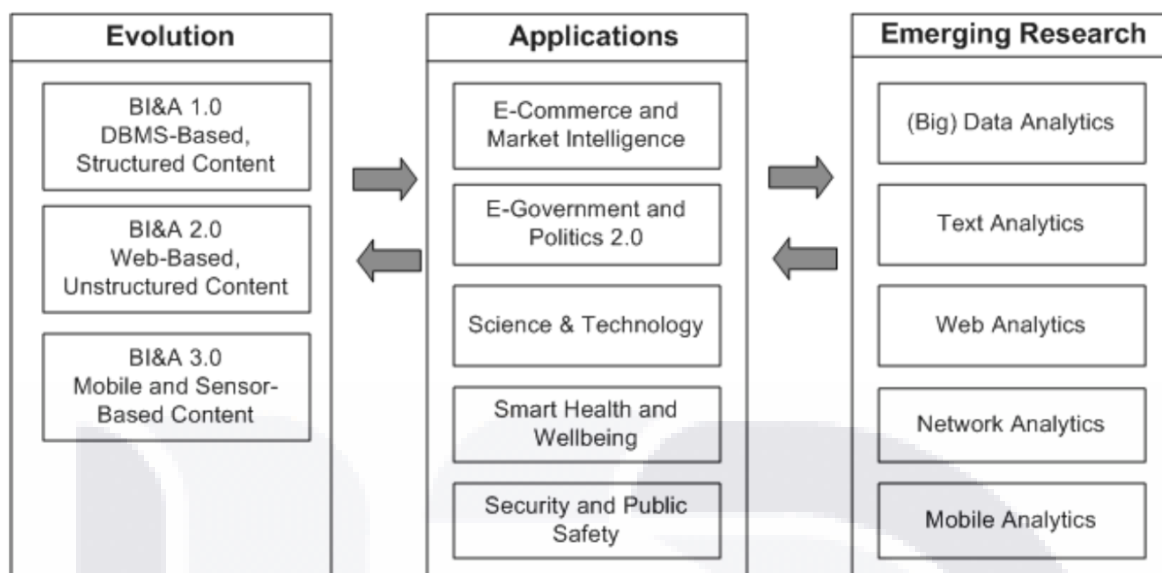 Evolution
BI&A 1.0
DBMS-Based,
Structured Content
BI&A 2.0
Web-Based,
Unstructured Content
BI&A 3.0
Mobile and Sensor-
Based Content
Applications
E-Commerce and
Market Intelligence
E-Government and
Politics 2.0
Science & Technology
Smart Health and
Wellbeing
Security and Public
Safety
Emerging Research
(Big) Data Analytics
Text Analytics
Web Analytics
Network Analytics
Mobile Analytics